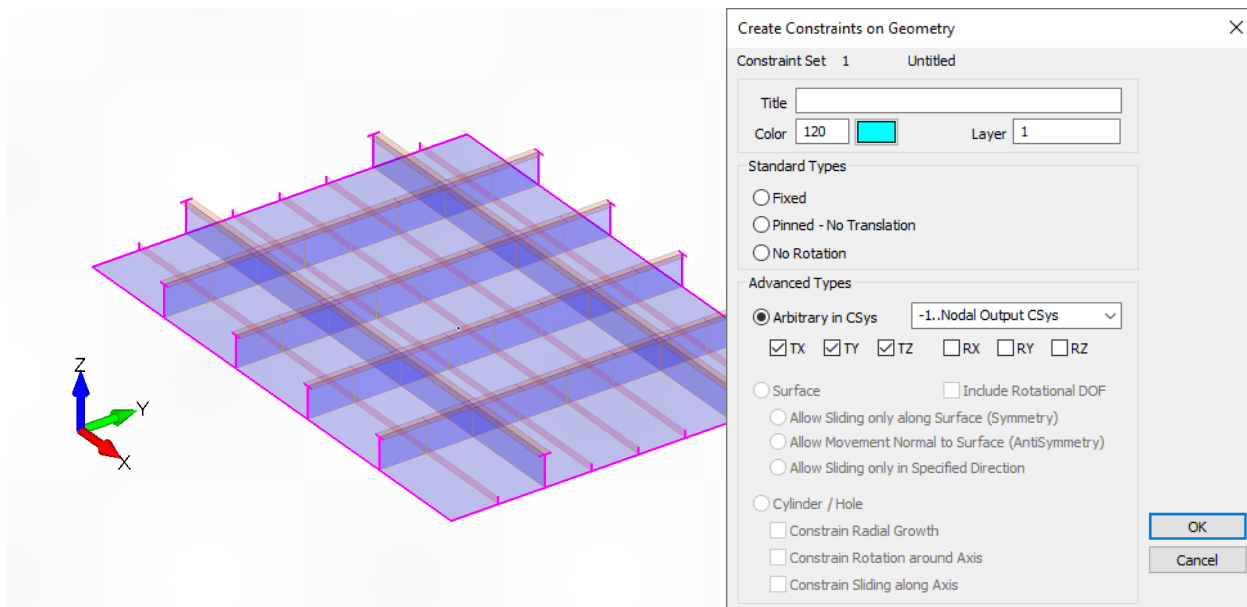 Z
Y
X
Create Constraints on Geometry
Constraint Set 1 Untitled
Title
Color 120 Layer 1
Standard Types
Fixed
Pinned - No Translation
No Rotation
Advanced Types
Arbitrary in CSys -1..Nodal Output CSys
TX TY TZ RX RY RZ
Surface Include Rotational DOF
Allow Sliding only along Surface (Symmetry)
Allow Movement Normal to Surface (AntiSymmetry)
Allow Sliding only in Specified Direction
Cylinder / Hole
Constrain Radial Growth
Constrain Rotation around Axis
Constrain Sliding along Axis
OK
Cancel